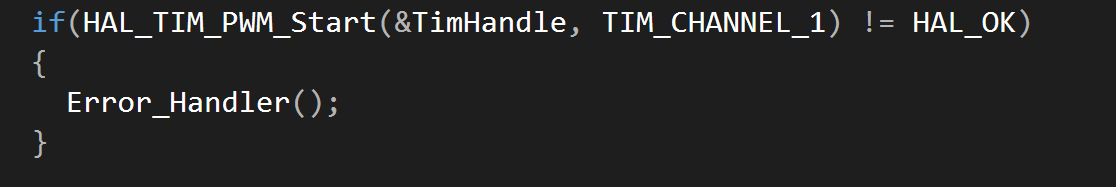 if(HAL_TIM_PWM_Start(&TimHandle, TIM_CHANNEL_1) != HAL_OK)
{
  Error_Handler();
}